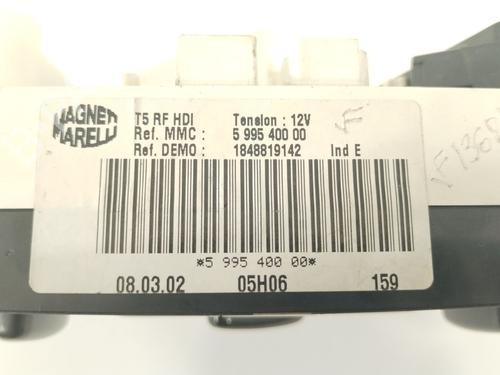 MAGNETI MARELLI
T5 RF HDI Tension : 12V
Ref. MMC : 5 995 400 00
Ref. DEMO : 1848819142 Ind E
*5 995 400 00*
08.03.02 05H06 159